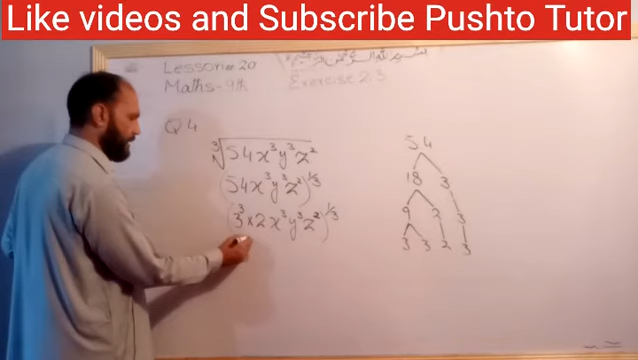 Like videos and Subscribe Pushto Tutor
Lesson # 20
Maths - 9th
Exercise 2.3
Q4
∛54x³y³z²
(54x³y³z²)^1/3
(3³×2x³y³z²)^1/3
54
18 3
9 2 3
3 3 2 3